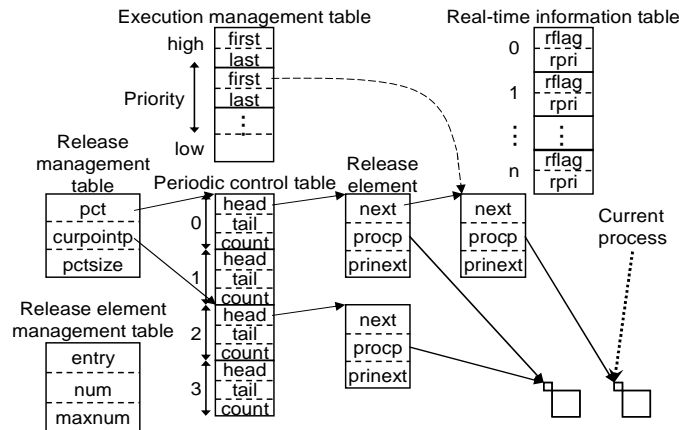 Execution management table
high
first
last
first
last
⋮
Priority
low
Real-time information table
0
rflag
rpri
1
rflag
rpri
⋮
⋮
n
rflag
rpri
Release
management
table
pct
curpointp
pctsize
Periodic control table
0
head
tail
count
1
head
tail
count
2
head
tail
count
3
head
tail
count
Release
element
next
procp
prinext
next
procp
prinext
next
procp
prinext
Current
process
Release element
management table
entry
num
maxnum